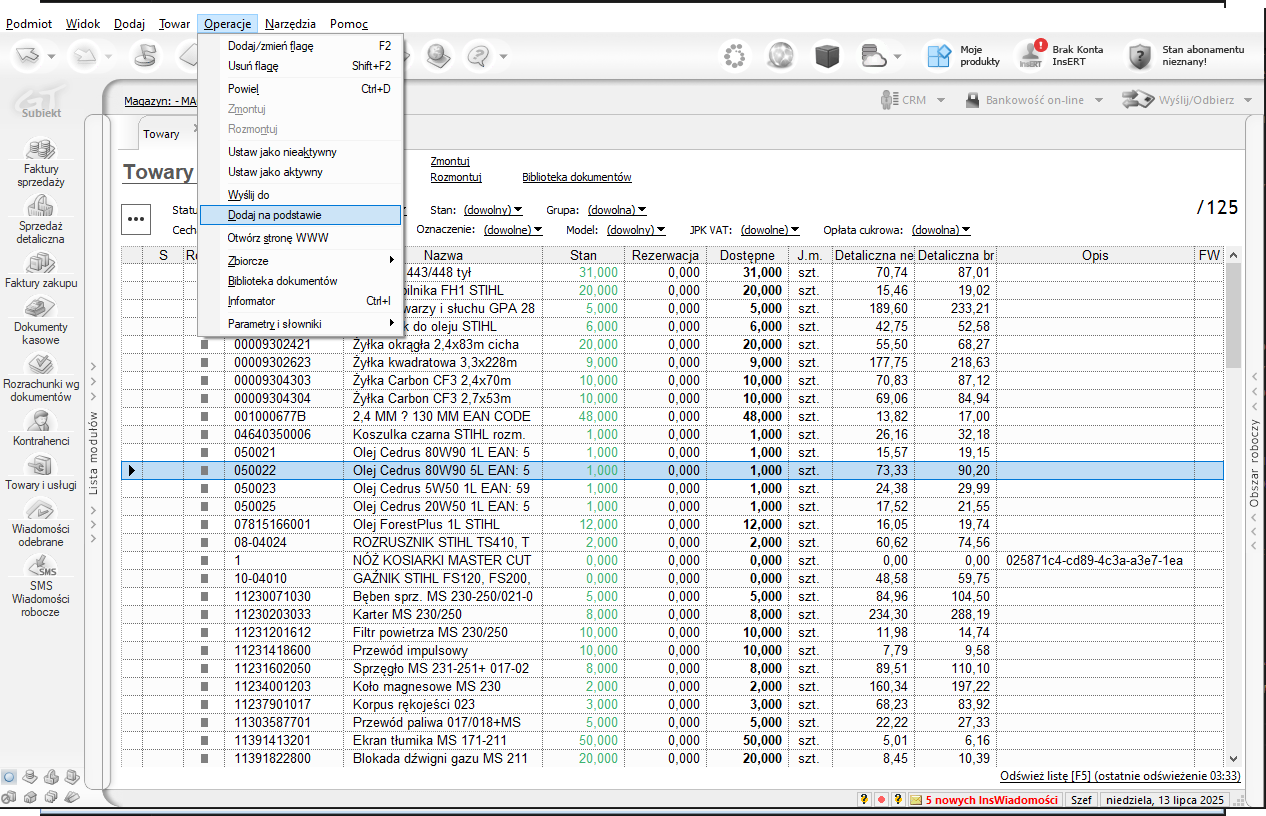 Podmiot Widok Dodaj Towar Operacje Narzędzia Pomoc
Moje produkty
Brak Konta InsERT
InsERT
Stan abonamentu nieznany!
Subiekt
Magazyn: - MA
CRM Bankowość on-line Wyślij/Odbierz
Faktury sprzedaży
Sprzedaż detaliczna
Faktury zakupu
Dokumenty kasowe
Rozrachunki wg dokumentów
Kontrahenci
Towary i usługi
Wiadomości odebrane
SMS
SMS Wiadomości robocze
Lista modułów
Towary
Towary
Dodaj/zmień flagę F2
Usuń flagę Shift+F2
Powiel Ctrl+D
Zmontuj
Rozmontuj
Ustaw jako nieaktywny
Ustaw jako aktywny
Wyślij do
Dodaj na podstawie
Otwórz stronę WWW
Zbiorcze
Biblioteka dokumentów
Informator Ctrl+I
Parametry i słowniki
Zmontuj
Rozmontuj Biblioteka dokumentów
Statu Stan: (dowolny) Grupa: (dowolna)
Cech Oznaczenie: (dowolne) Model: (dowolny) JPK VAT: (dowolne) Opłata cukrowa: (dowolna)
/125
S Nazwa Stan Rezerwacja Dostępne J.m. Detaliczna ne Detaliczna br Opis FW
443/448 tył 31,000 0,000 31,000 szt. 70,74 87,01
pilnika FH1 STIHL 20,000 0,000 20,000 szt. 15,46 19,02
warzy i słuchu GPA 28 5,000 0,000 5,000 szt. 189,60 233,21
k do oleju STIHL 6,000 0,000 6,000 szt. 42,75 52,58
00009302421 Żyłka okrągła 2,4x83m cicha 20,000 0,000 20,000 szt. 55,50 68,27
00009302623 Żyłka kwadratowa 3,3x228m 9,000 0,000 9,000 szt. 177,75 218,63
00009304303 Żyłka Carbon CF3 2,4x70m 10,000 0,000 10,000 szt. 70,83 87,12
00009304304 Żyłka Carbon CF3 2,7x53m 10,000 0,000 10,000 szt. 69,06 84,94
001000677B 2,4 MM ? 130 MM EAN CODE 48,000 0,000 48,000 szt. 13,82 17,00
04640350006 Koszulka czarna STIHL rozm. 1,000 0,000 1,000 szt. 26,16 32,18
050021 Olej Cedrus 80W90 1L EAN: 5 1,000 0,000 1,000 szt. 15,57 19,15
050022 Olej Cedrus 80W90 5L EAN: 5 1,000 0,000 1,000 szt. 73,33 90,20
050023 Olej Cedrus 5W50 1L EAN: 59 1,000 0,000 1,000 szt. 24,38 29,99
050025 Olej Cedrus 20W50 1L EAN: 5 1,000 0,000 1,000 szt. 17,52 21,55
07815166001 Olej ForestPlus 1L STIHL 12,000 0,000 12,000 szt. 16,05 19,74
08-04024 ROZRUSZNIK STIHL TS410, T 2,000 0,000 2,000 szt. 60,62 74,56
1 NÓŻ KOSIARKI MASTER CUT 0,000 0,000 0,000 szt. 0,00 0,00 025871c4-cd89-4c3a-a3e7-1ea
10-04010 GAŹNIK STIHL FS120, FS200, 0,000 0,000 0,000 szt. 48,58 59,75
11230071030 Bęben sprz. MS 230-250/021-0 5,000 0,000 5,000 szt. 84,96 104,50
11230203033 Karter MS 230/250 8,000 0,000 8,000 szt. 234,30 288,19
11231201612 Filtr powietrza MS 230/250 10,000 0,000 10,000 szt. 11,98 14,74
11231418600 Przewód impulsowy 10,000 0,000 10,000 szt. 7,79 9,58
11231602050 Sprzęgło MS 231-251+ 017-02 8,000 0,000 8,000 szt. 89,51 110,10
11234001203 Koło magnesowe MS 230 2,000 0,000 2,000 szt. 160,34 197,22
11237901017 Korpus rękojeści 023 3,000 0,000 3,000 szt. 68,23 83,92
11303587701 Przewód paliwa 017/018+MS 5,000 0,000 5,000 szt. 22,22 27,33
11391413201 Ekran tłumika MS 171-211 50,000 0,000 50,000 szt. 5,01 6,16
11391822800 Blokada dźwigni gazu MS 211 20,000 0,000 20,000 szt. 8,45 10,39
Obszar roboczy
Odśwież listę [F5] (ostatnie odświeżenie 03:33)
5 nowych InsWiadomości Szef niedziela, 13 lipca 2025